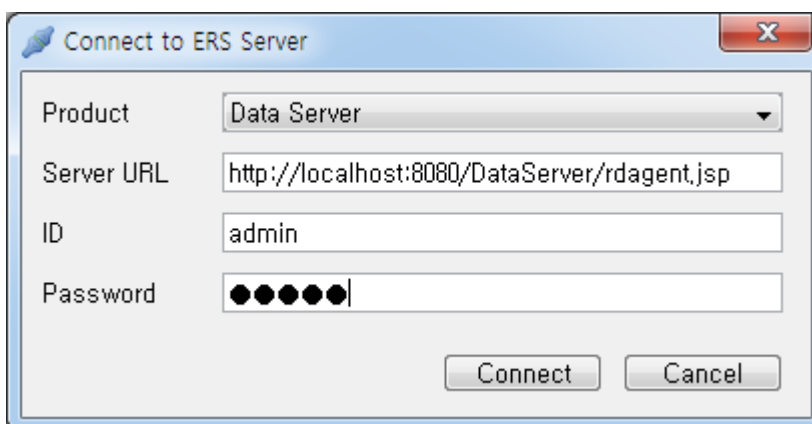 Connect to ERS Server
Product Data Server
Server URL http://localhost:8080/DataServer/rdagent.jsp
ID admin
Password ●●●●●
Connect Cancel